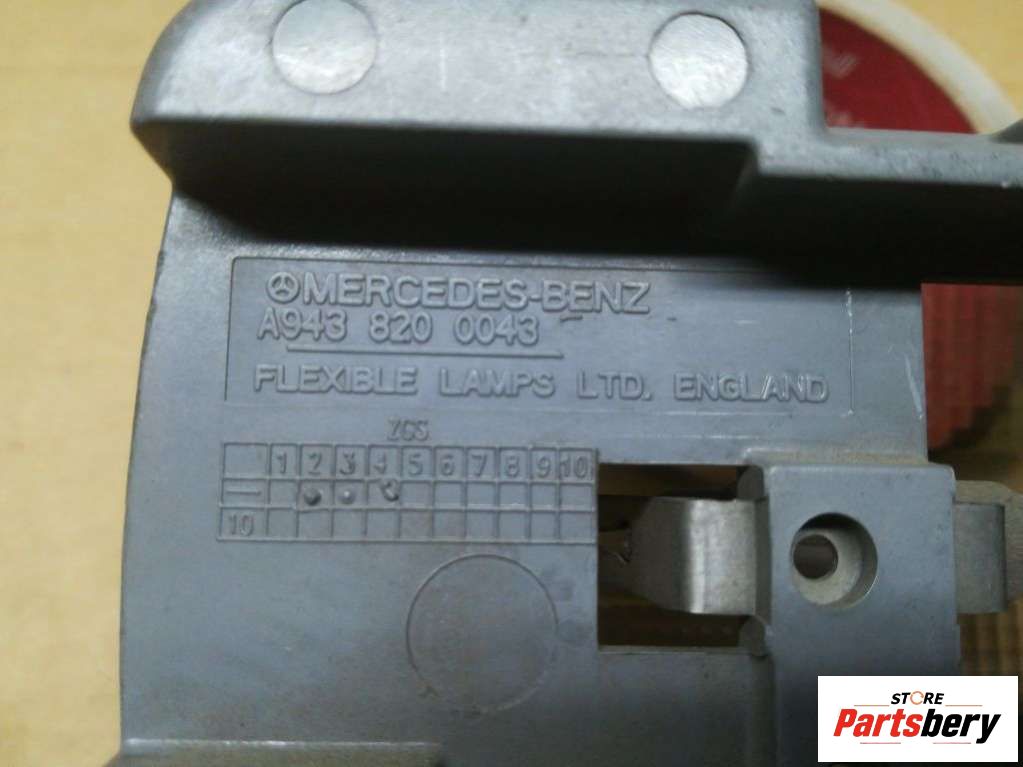 MERCEDES-BENZ
A943 820 0043
FLEXIBLE LAMPS LTD. ENGLAND
ZGS
1 2 3 4 5 6 7 8 9 10
10
STORE
Partsbery